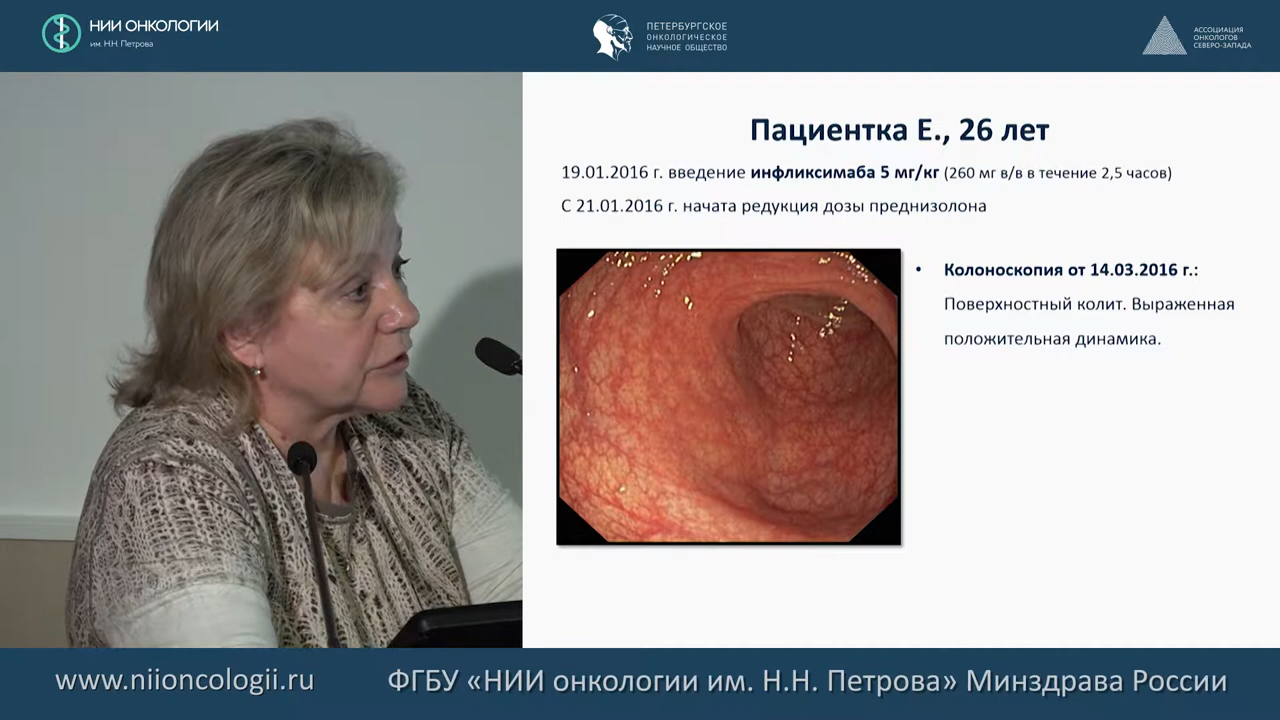 НИИ ОНКОЛОГИИ
им. Н.Н. Петрова
ПЕТЕРБУРГСКОЕ
ОНКОЛОГИЧЕСКОЕ
НАУЧНОЕ ОБЩЕСТВО
АССОЦИАЦИЯ
ОНКОЛОГОВ
СЕВЕРО-ЗАПАДА
Пациентка Е., 26 лет
19.01.2016 г. введение инфликсимаба 5 мг/кг (260 мг в/в в течение 2,5 часов)
С 21.01.2016 г. начата редукция дозы преднизолона
• Колоноскопия от 14.03.2016 г.:
Поверхностный колит. Выраженная
положительная динамика.
www.niioncologii.ru
ФГБУ «НИИ онкологии им. Н.Н. Петрова» Минздрава России